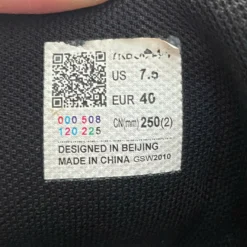 US 7.5
EUR 40
000 508
120 225
CN(mm) 250(2)
DESIGNED IN BEIJING
MADE IN CHINA GSW2010